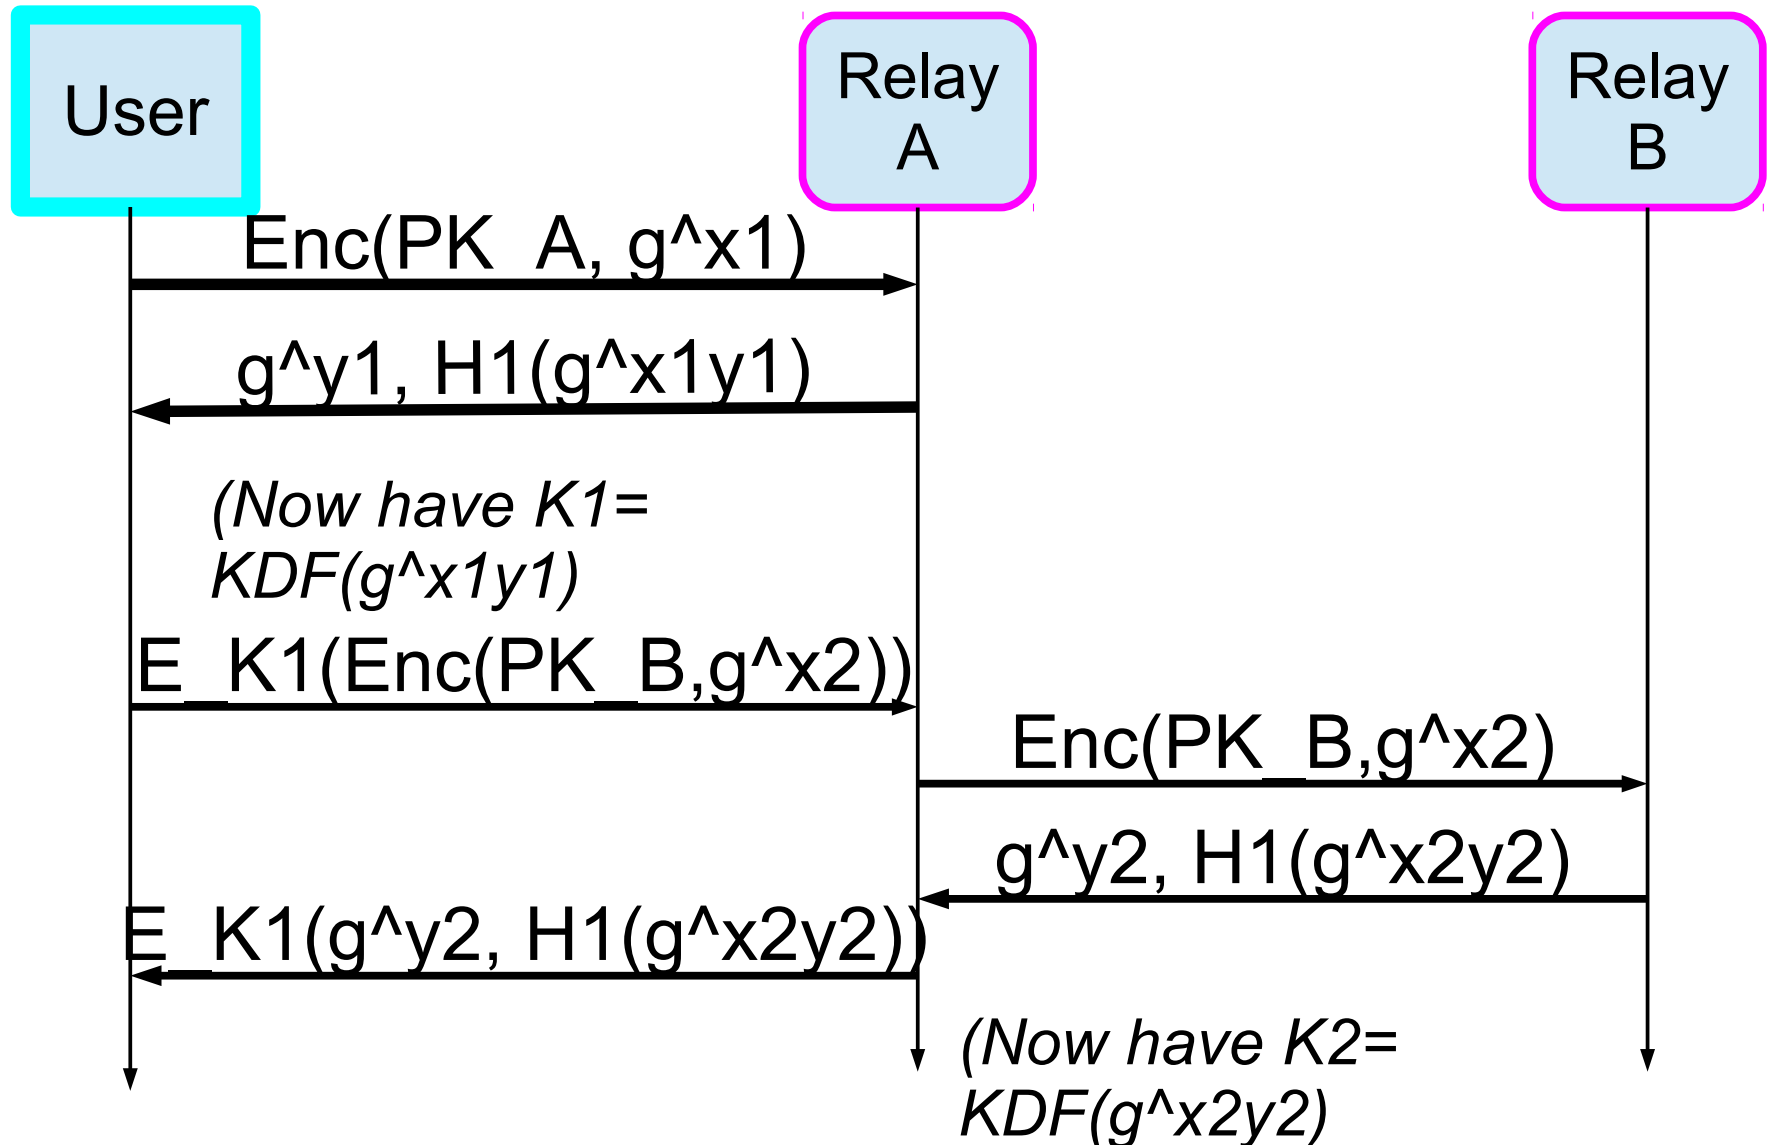 User
Relay
A
Relay
B
Enc(PK_A, g^x1)
g^y1, H1(g^x1y1)
(Now have K1=
KDF(g^x1y1)
E_K1(Enc(PK_B,g^x2))
Enc(PK_B,g^x2)
g^y2, H1(g^x2y2)
E_K1(g^y2, H1(g^x2y2))
(Now have K2=
KDF(g^x2y2)